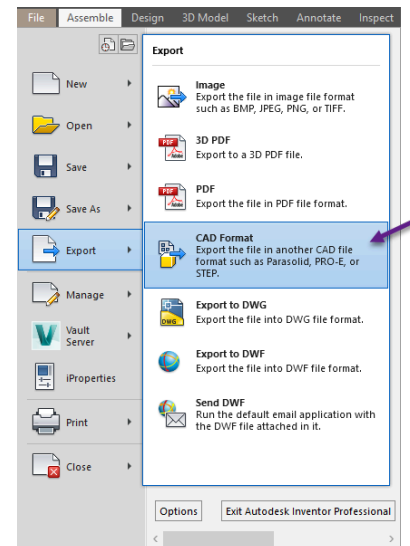 File Assemble Design 3D Model Sketch Annotate Inspect
Export
New
Open
Save
Save As
Export
Manage
Vault
Server
iProperties
Print
Close
Image
Export the file in image file format
such as BMP, JPEG, PNG, or TIFF.
PDF
3D PDF
Export to a 3D PDF file.
PDF
PDF
Export the file in PDF file format.
CAD Format
Export the file in another CAD file
format such as Parasolid, PRO-E, or
STEP.
DWG
Export to DWG
Export the file into DWG file format.
Export to DWF
Export the file into DWF file format.
Send DWF
Run the default email application with
the DWF file attached in it.
Options Exit Autodesk Inventor Professional